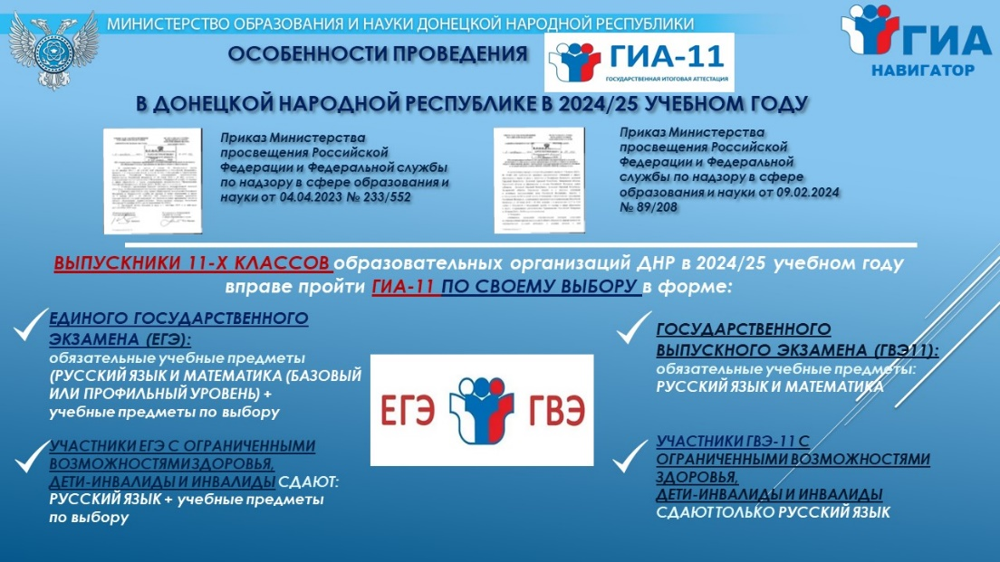 МИНИСТЕРСТВО ОБРАЗОВАНИЯ И НАУКИ ДОНЕЦКОЙ НАРОДНОЙ РЕСПУБЛИКИ
ГИА
НАВИГАТОР
ОСОБЕННОСТИ ПРОВЕДЕНИЯ
ГИА-11
ГОСУДАРСТВЕННАЯ ИТОГОВАЯ АТТЕСТАЦИЯ
В ДОНЕЦКОЙ НАРОДНОЙ РЕСПУБЛИКЕ В 2024/25 УЧЕБНОМ ГОДУ
Приказ Министерства
просвещения Российской
Федерации и Федеральной службы
по надзору в сфере образования и
науки от 04.04.2023 № 233/552
Приказ Министерства
просвещения Российской
Федерации и Федеральной
службы по надзору в сфере
образования и науки от 09.02.2024
№ 89/208
ВЫПУСКНИКИ 11-Х КЛАССОВ образовательных организаций ДНР в 2024/25 учебном году
вправе пройти ГИА-11 ПО СВОЕМУ ВЫБОРУ в форме:
ЕДИНОГО ГОСУДАРСТВЕННОГО
ЭКЗАМЕНА (ЕГЭ):
обязательные учебные предметы
(РУССКИЙ ЯЗЫК И МАТЕМАТИКА (БАЗОВЫЙ
ИЛИ ПРОФИЛЬНЫЙ УРОВЕНЬ) +
учебные предметы по выбору
УЧАСТНИКИ ЕГЭ С ОГРАНИЧЕННЫМИ
ВОЗМОЖНОСТЯМИ ЗДОРОВЬЯ,
ДЕТИ-ИНВАЛИДЫ И ИНВАЛИДЫ СДАЮТ:
РУССКИЙ ЯЗЫК + учебные предметы
по выбору
ЕГЭ ГВЭ
ГОСУДАРСТВЕННОГО
ВЫПУСКНОГО ЭКЗАМЕНА (ГВЭ11):
обязательные учебные предметы:
РУССКИЙ ЯЗЫК И МАТЕМАТИКА
УЧАСТНИКИ ГВЭ-11 С
ОГРАНИЧЕННЫМИ ВОЗМОЖНОСТЯМИ
ЗДОРОВЬЯ,
ДЕТИ-ИНВАЛИДЫ И ИНВАЛИДЫ
СДАЮТ ТОЛЬКО РУССКИЙ ЯЗЫК